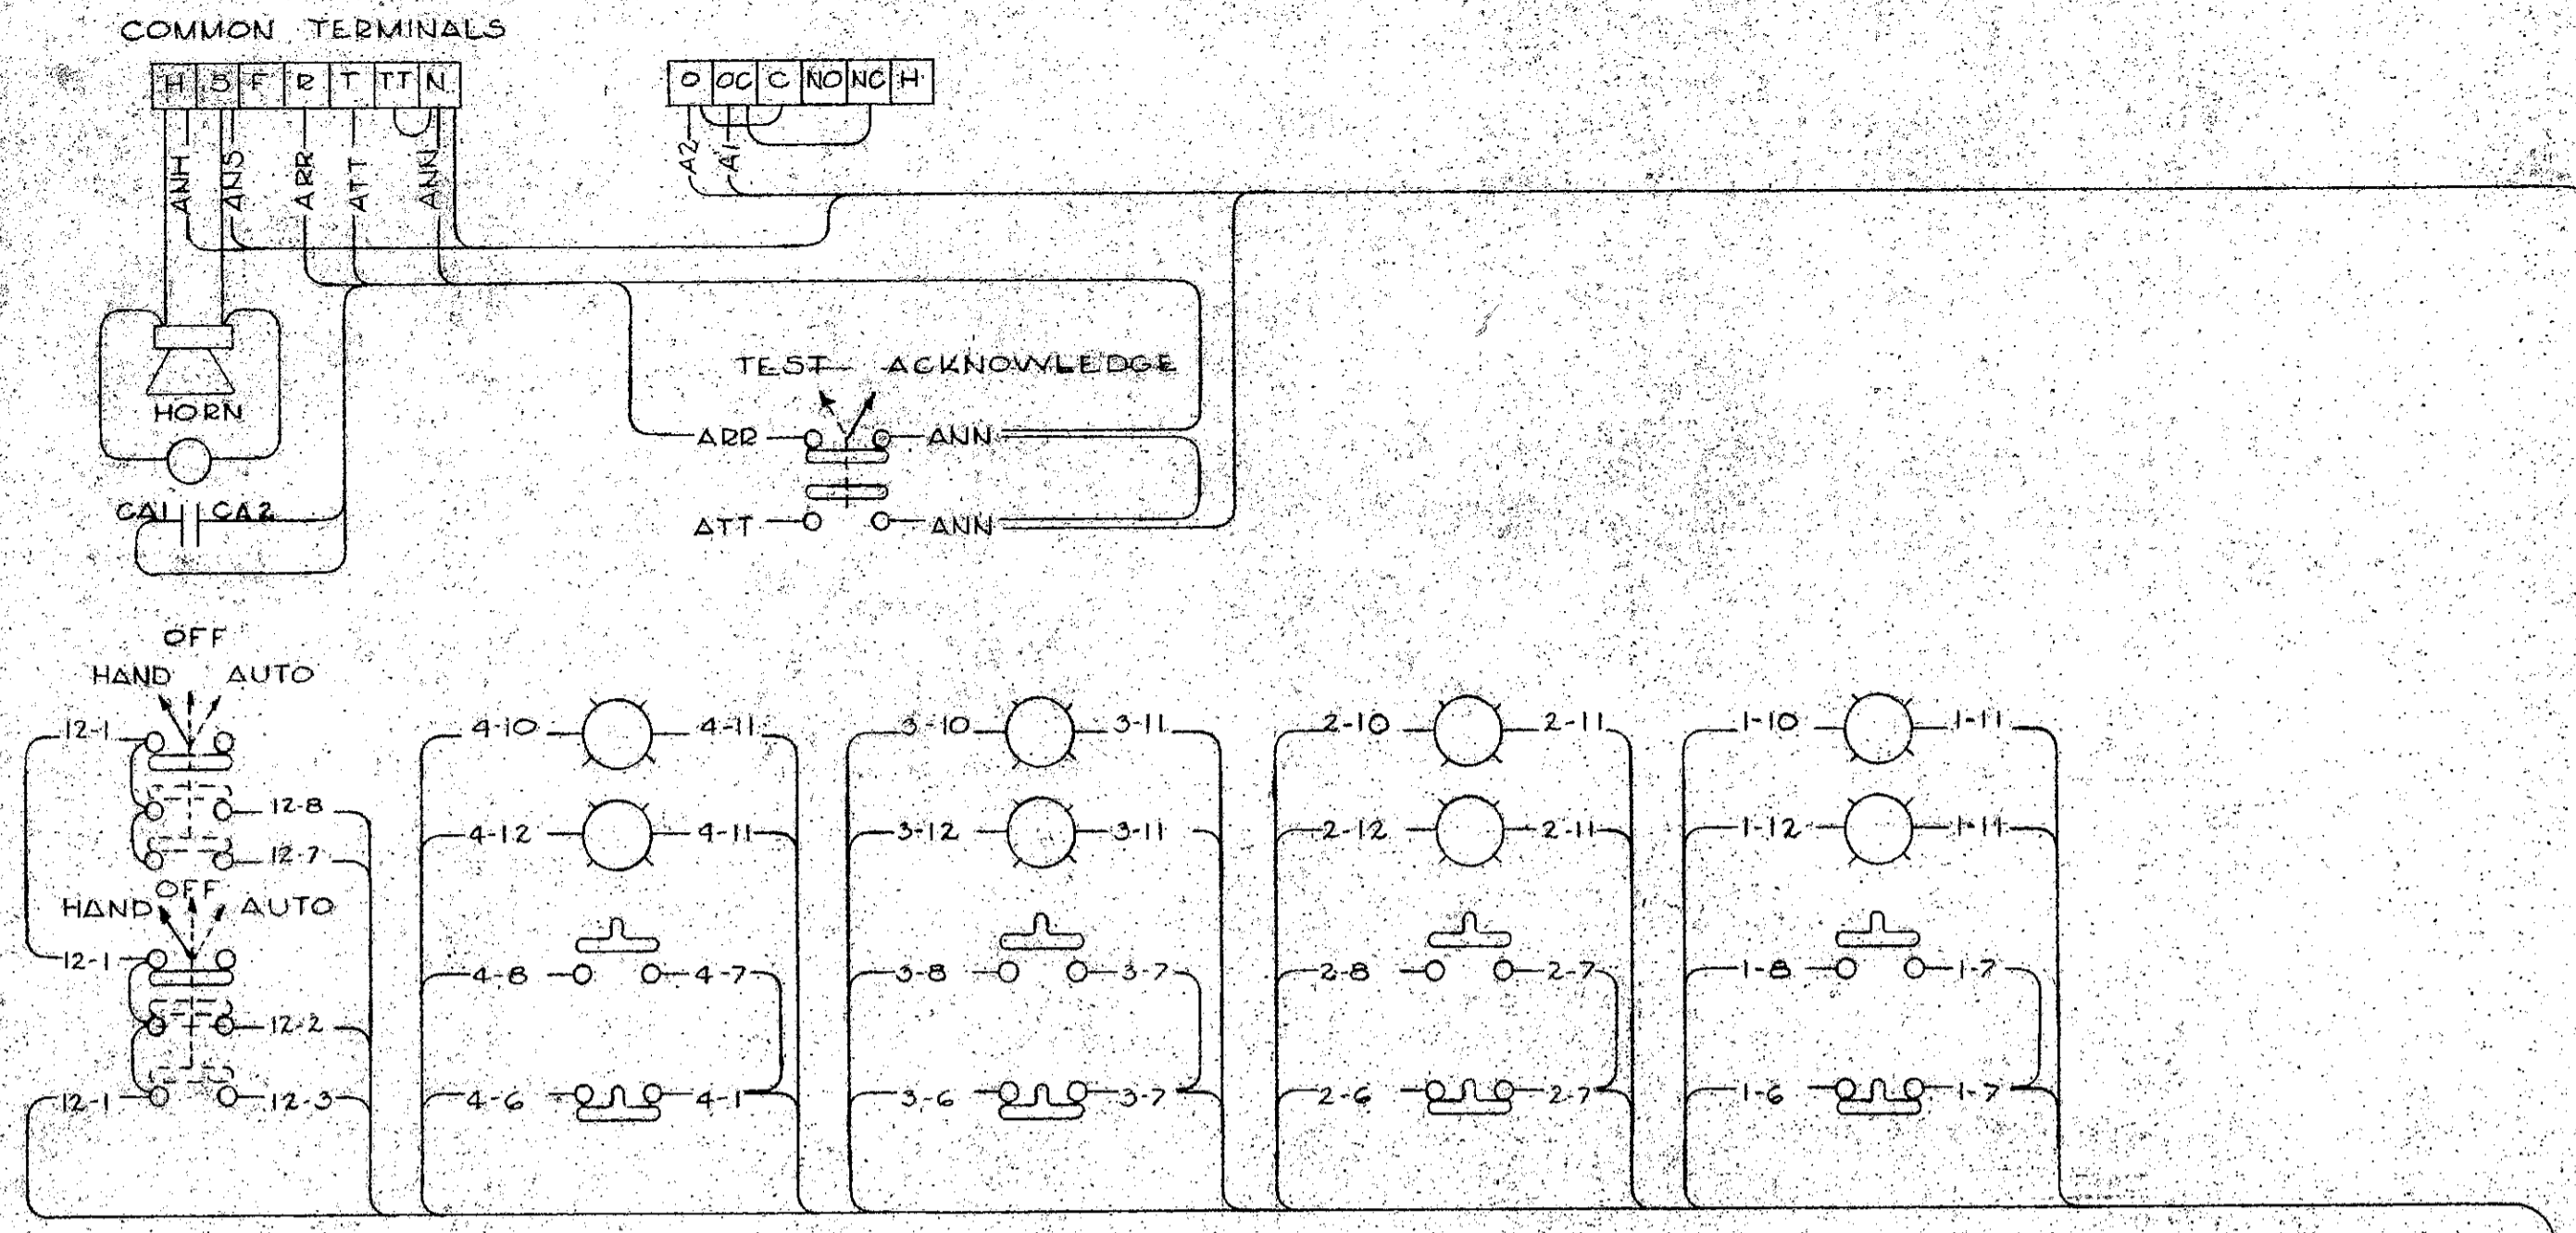 COMMON TERMINALS
H S F R T TT N
O OC C NO NC H
ANH ANS ARR ATT ANN
A2 A1
TEST ACKNOWLEDGE
HORN
ARR ANN
CA1 CA2
ATT ANN
OFF
HAND AUTO
12-1 4-10 4-11 3-10 3-11 2-10 2-11 1-10 1-11
12-8
4-12 4-11 3-12 3-11 2-12 2-11 1-12 1-11
12-7
OFF
HAND AUTO
12-1 4-8 4-7 3-8 3-7 2-8 2-7 1-8 1-7
12-2
12-1 12-3 4-6 4-1 3-6 3-7 2-6 2-7 1-6 1-7